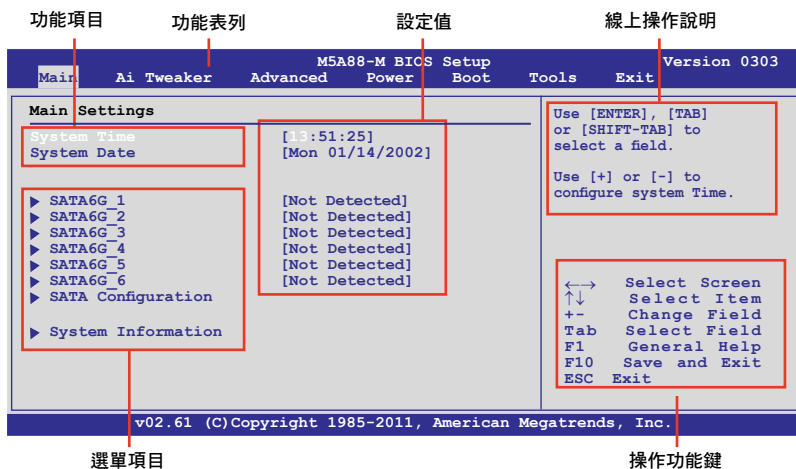 功能項目 功能表列 設定值 線上操作說明
M5A88-M BIOS Setup Version 0303
Main Ai Tweaker Advanced Power Boot Tools Exit
Main Settings
System Time [13:51:25]
System Date [Mon 01/14/2002]
▶ SATA6G_1 [Not Detected]
▶ SATA6G_2 [Not Detected]
▶ SATA6G_3 [Not Detected]
▶ SATA6G_4 [Not Detected]
▶ SATA6G_5 [Not Detected]
▶ SATA6G_6 [Not Detected]
▶ SATA Configuration
▶ System Information
Use [ENTER], [TAB]
or [SHIFT-TAB] to
select a field.
Use [+] or [-] to
configure system Time.
←→ Select Screen
↑↓ Select Item
+- Change Field
Tab Select Field
F1 General Help
F10 Save and Exit
ESC Exit
v02.61 (C)Copyright 1985-2011, American Megatrends, Inc.
選單項目 操作功能鍵